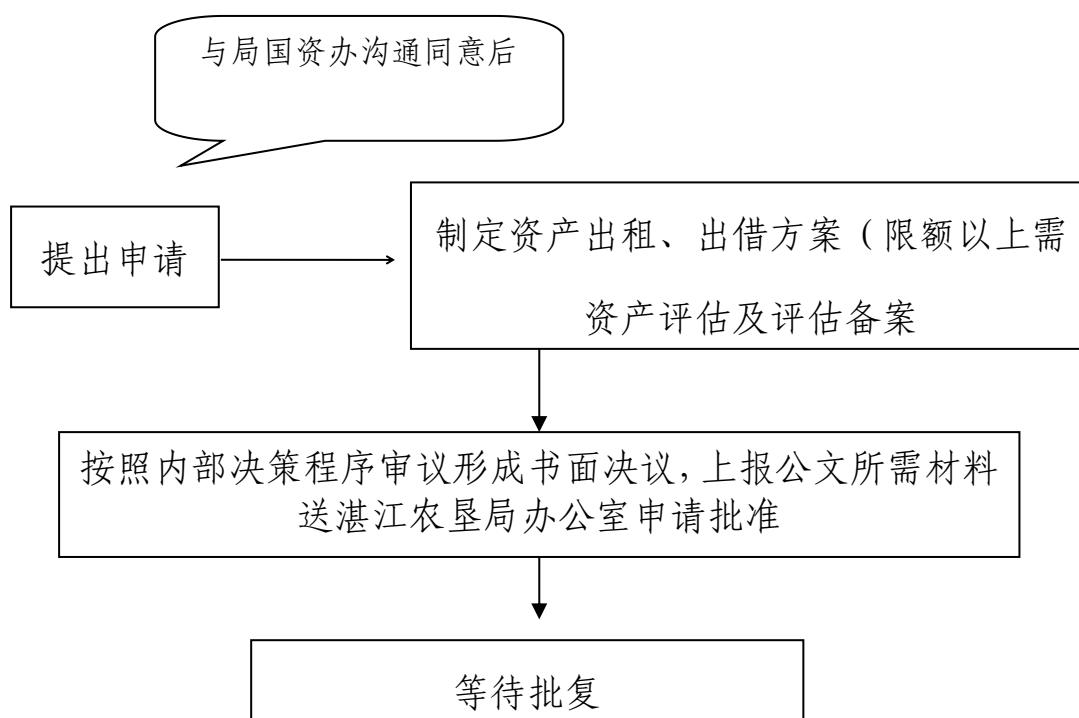 与局国资办沟通同意后
提出申请
制定资产出租、出借方案（限额以上需
资产评估及评估备案
按照内部决策程序审议形成书面决议,上报公文所需材料
送湛江农垦局办公室申请批准
等待批复